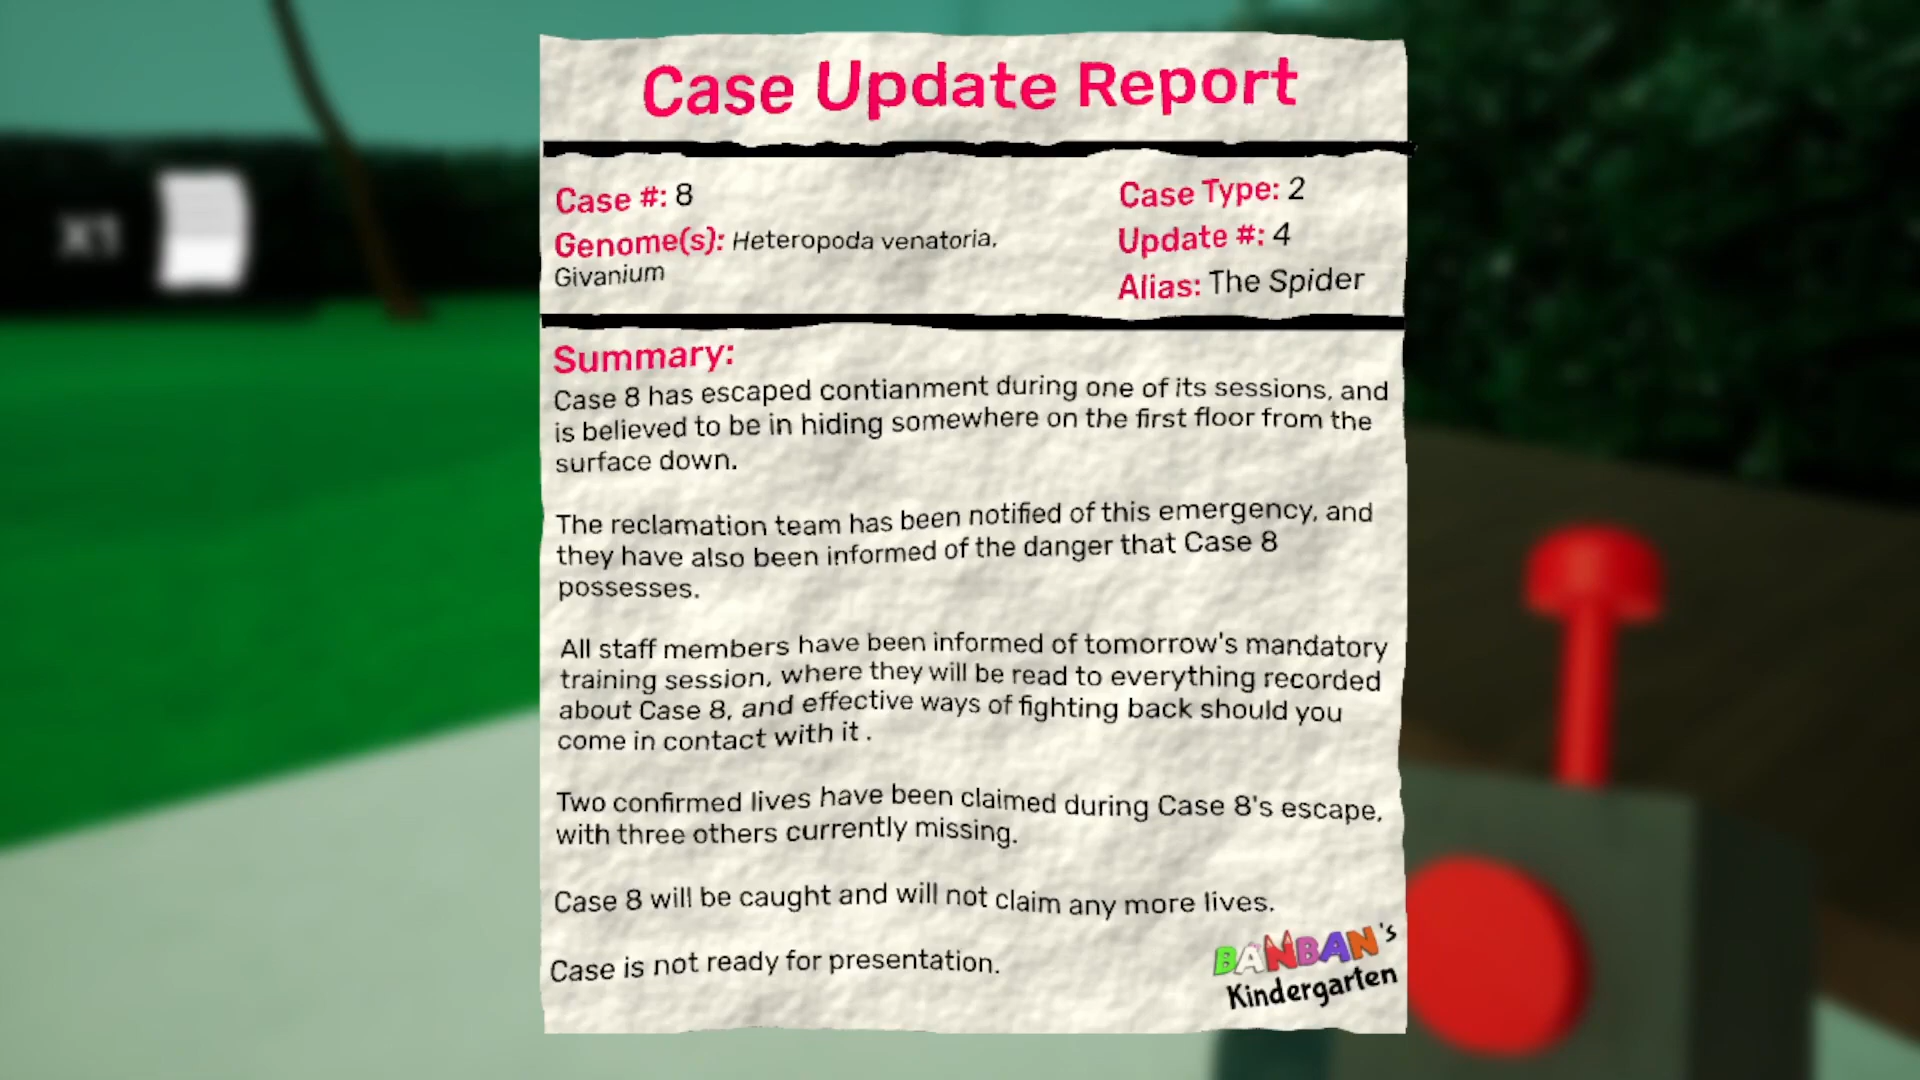 Case Update Report
Case #: 8
Case Type: 2
Genome(s): Heteropoda venatoria,
Givanium
Update #: 4
Alias: The Spider
Summary:
Case 8 has escaped contianment during one of its sessions, and
is believed to be in hiding somewhere on the first floor from the
surface down.
The reclamation team has been notified of this emergency, and
they have also been informed of the danger that Case 8
possesses.
All staff members have been informed of tomorrow's mandatory
training session, where they will be read to everything recorded
about Case 8, and effective ways of fighting back should you
come in contact with it .
Two confirmed lives have been claimed during Case 8's escape,
with three others currently missing.
Case 8 will be caught and will not claim any more lives.
Case is not ready for presentation.
BANBAN's
Kindergarten
X1